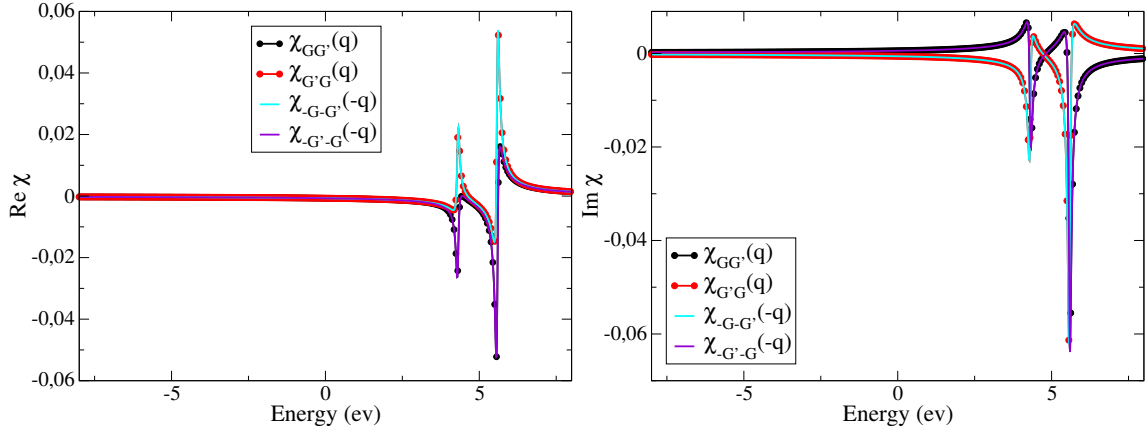 0,06
0,04
0,02
0
-0,02
-0,04
0,06
-5
0
5
Re χ
Energy (ev)
χGG'(q)
χG'G(q)
χ-G-G'(-q)
χ-G'-G(-q)
0
-0,02
-0,04
-0,06
-5
0
5
Im χ
Energy (ev)
χGG'(q)
χG'G(q)
χ-G-G'(-q)
χ-G'-G(-q)